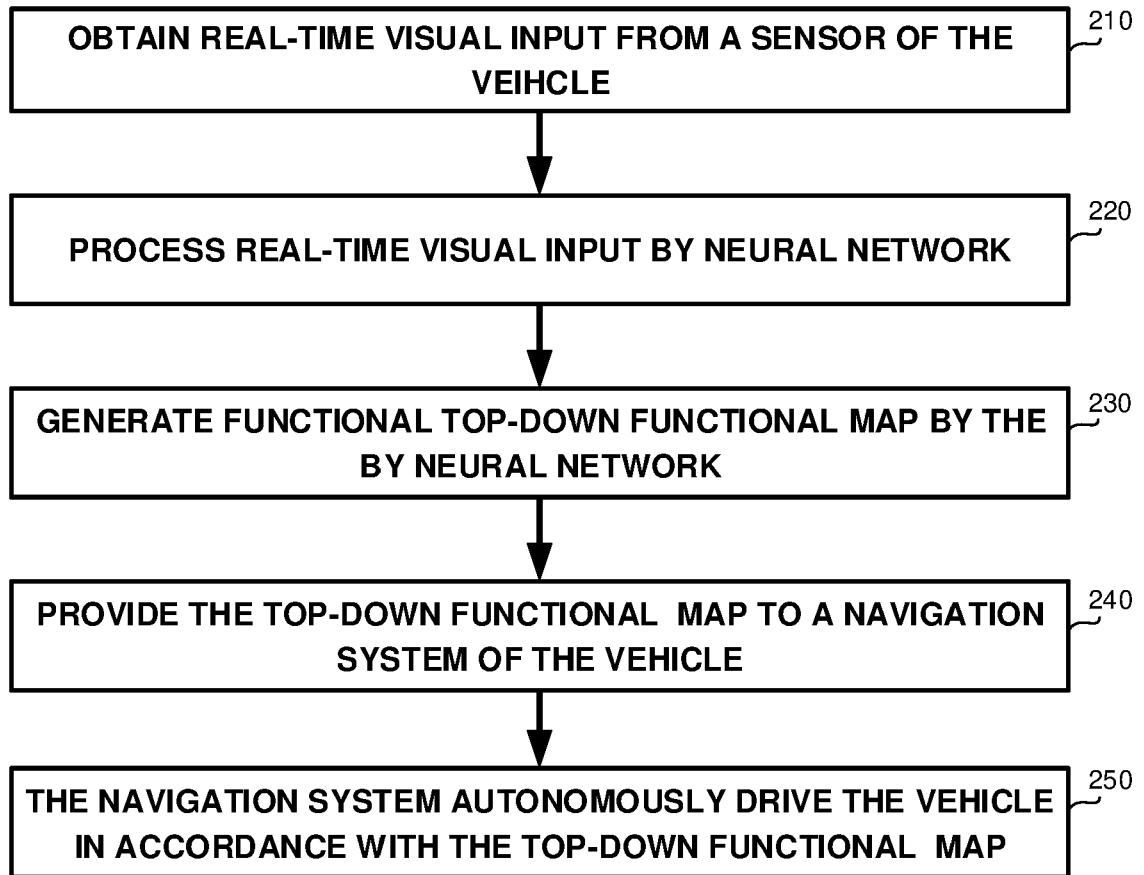 OBTAIN REAL-TIME VISUAL INPUT FROM A SENSOR OF THE
VEIHCLE
210
PROCESS REAL-TIME VISUAL INPUT BY NEURAL NETWORK
220
GENERATE FUNCTIONAL TOP-DOWN FUNCTIONAL MAP BY THE
BY NEURAL NETWORK
230
PROVIDE THE TOP-DOWN FUNCTIONAL MAP TO A NAVIGATION
SYSTEM OF THE VEHICLE
240
THE NAVIGATION SYSTEM AUTONOMOUSLY DRIVE THE VEHICLE
IN ACCORDANCE WITH THE TOP-DOWN FUNCTIONAL MAP
250